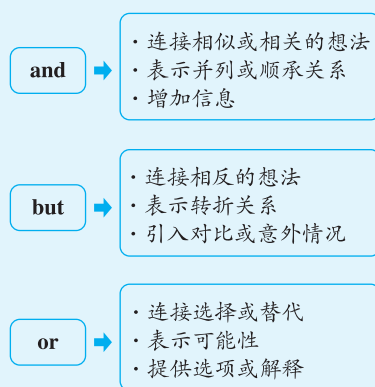 and
· 连接相似或相关的想法
· 表示并列或顺承关系
· 增加信息
but
· 连接相反的想法
· 表示转折关系
· 引入对比或意外情况
or
· 连接选择或替代
· 表示可能性
· 提供选项或解释